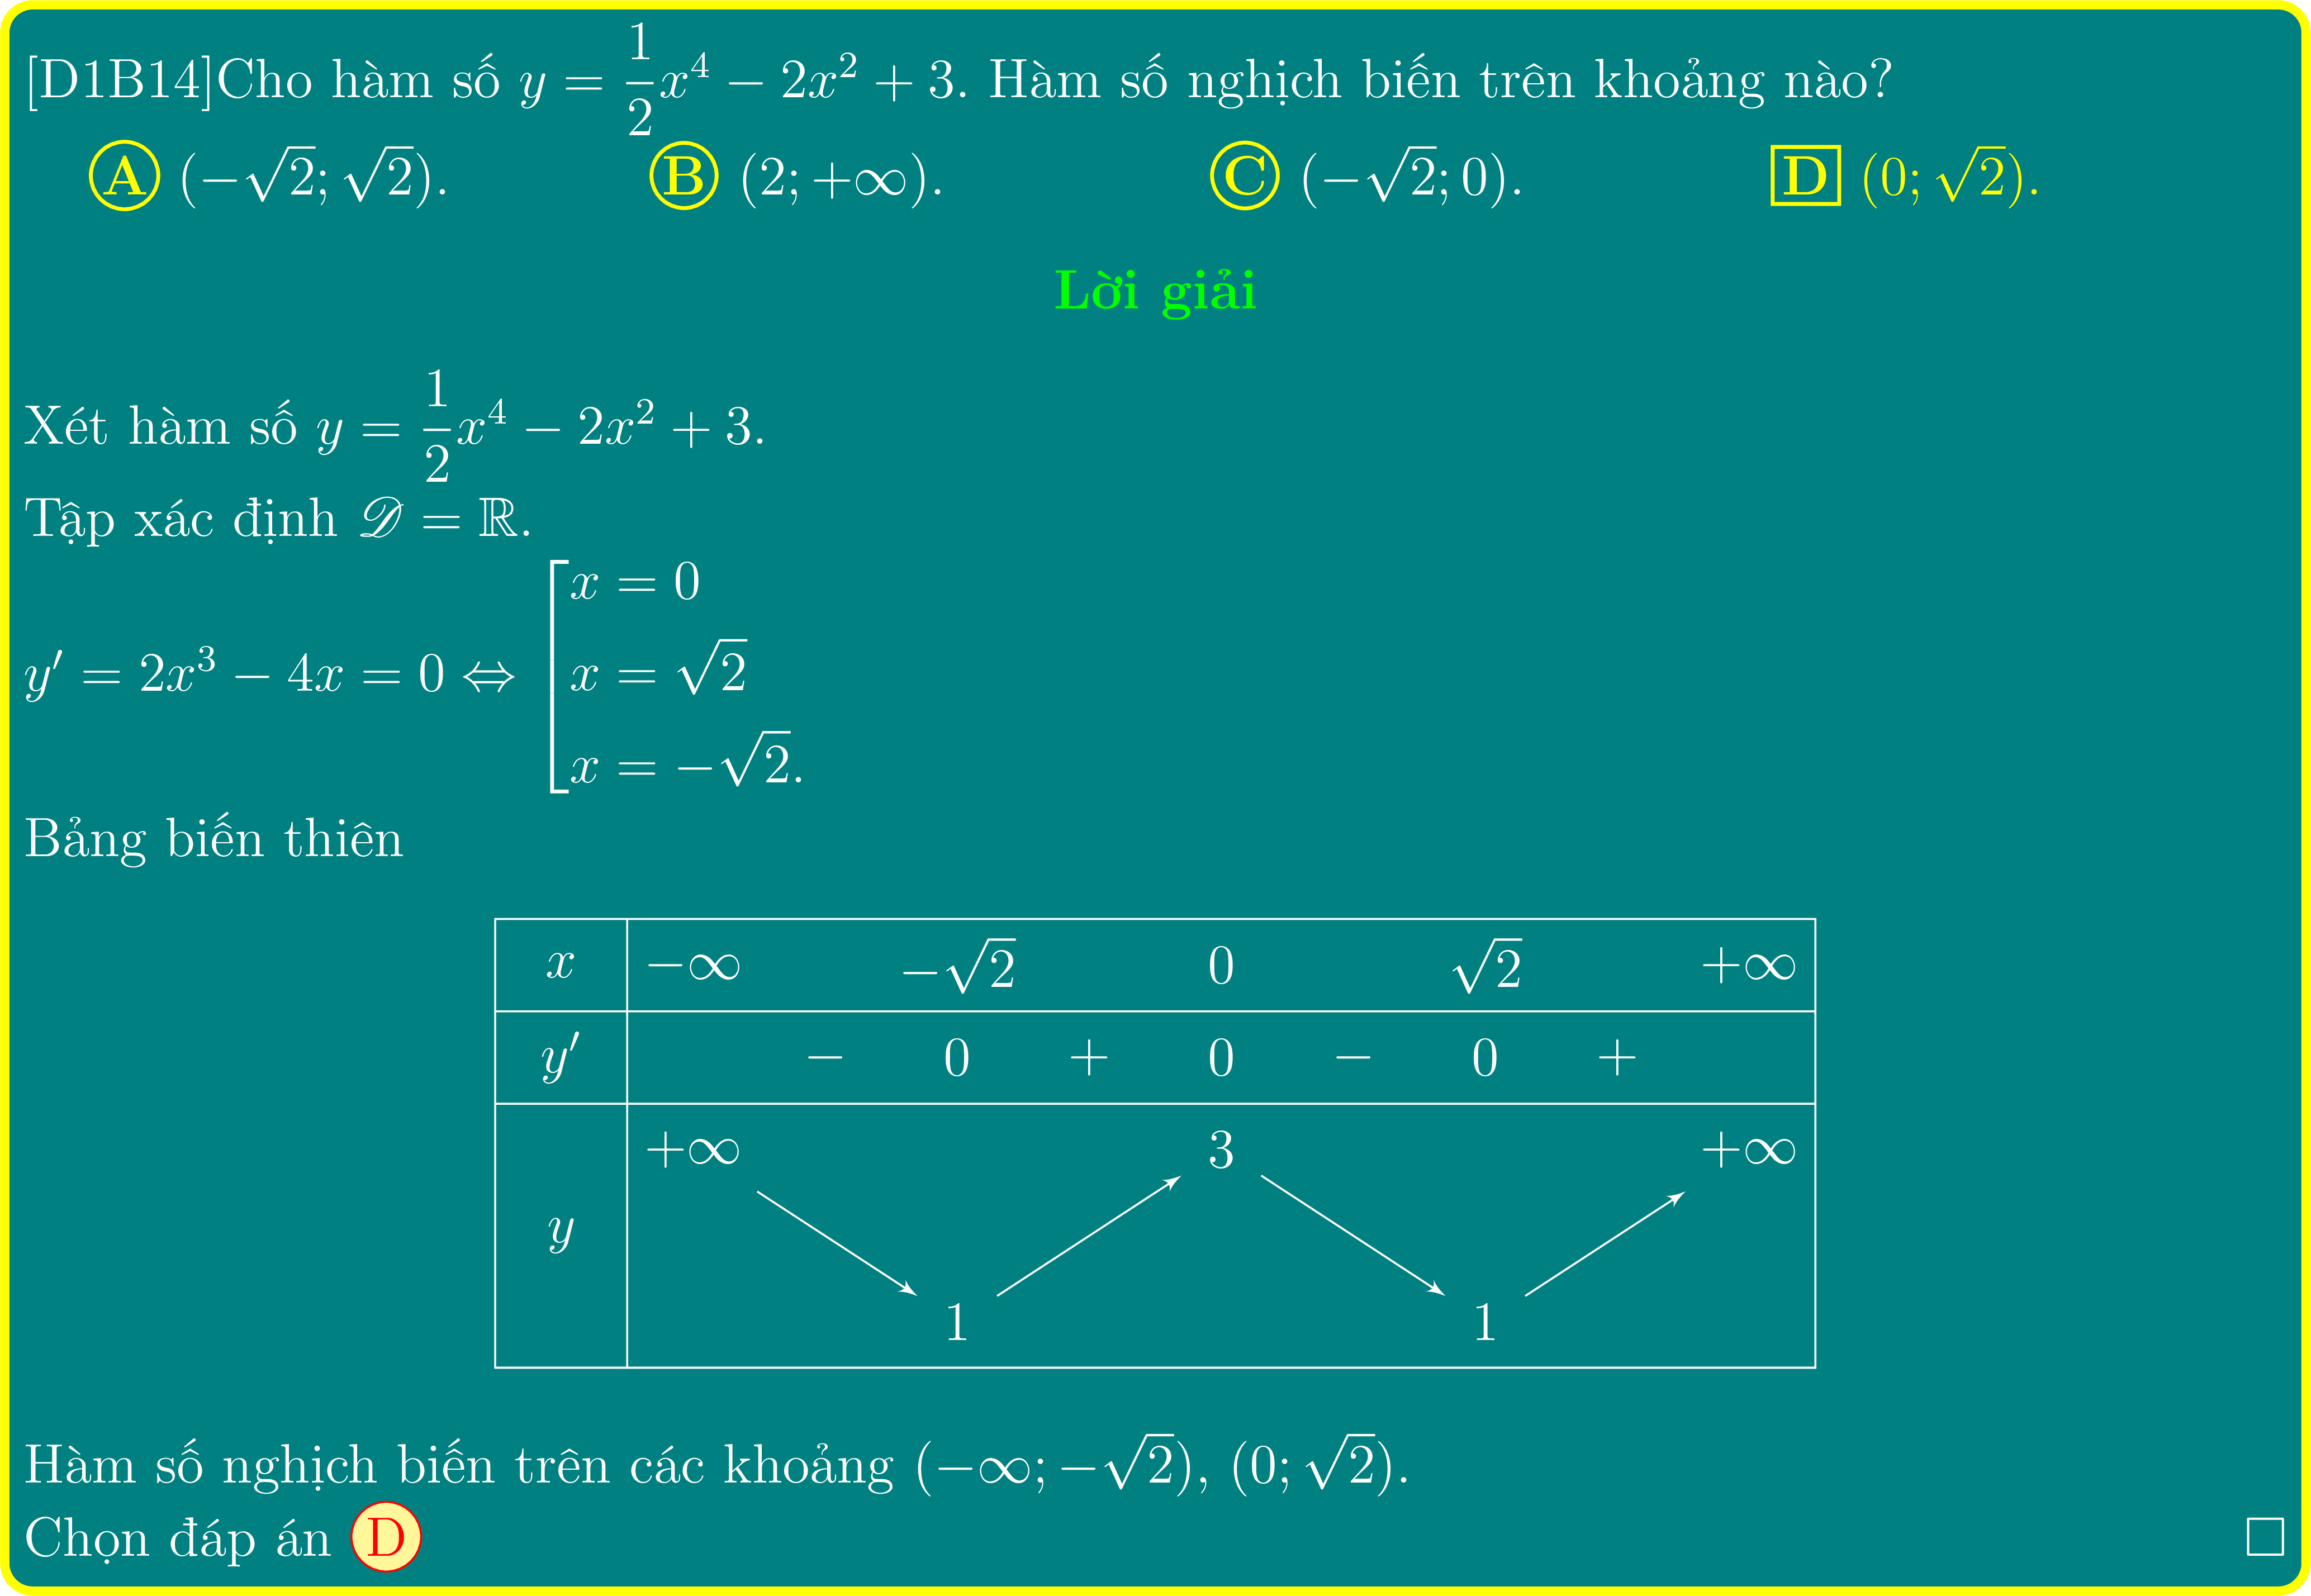 [D1B14]Cho hàm số $y = \dfrac{1}{2}x^4 - 2x^2 + 3$. Hàm số nghịch biến trên khoảng nào?
A $(-\sqrt{2}; \sqrt{2})$. B $(2; +\infty)$. C $(-\sqrt{2}; 0)$. D $(0; \sqrt{2})$.
Lời giải
Xét hàm số $y = \dfrac{1}{2}x^4 - 2x^2 + 3$.
Tập xác định $\mathscr{D} = \mathbb{R}$.
$y' = 2x^3 - 4x = 0 \Leftrightarrow \left[\begin{array}{l} x = 0 \\ x = \sqrt{2} \\ x = -\sqrt{2}. \end{array}\right.$
Bảng biến thiên
$x$ $-\infty$ $-\sqrt{2}$ $0$ $\sqrt{2}$ $+\infty$
$y'$ $-$ $0$ $+$ $0$ $-$ $0$ $+$
$+\infty$ $3$ $+\infty$
$y$
$1$ $1$
Hàm số nghịch biến trên các khoảng $(-\infty; -\sqrt{2})$, $(0; \sqrt{2})$.
Chọn đáp án D □